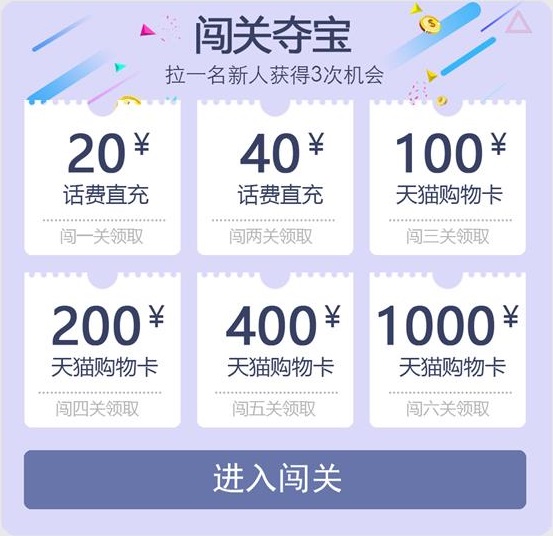 闯关夺宝
拉一名新人获得3次机会
20¥ 40¥ 100¥
话费直充 话费直充 天猫购物卡
闯一关领取 闯两关领取 闯三关领取
200¥ 400¥ 1000¥
天猫购物卡 天猫购物卡 天猫购物卡
闯四关领取 闯五关领取 闯六关领取
进入闯关